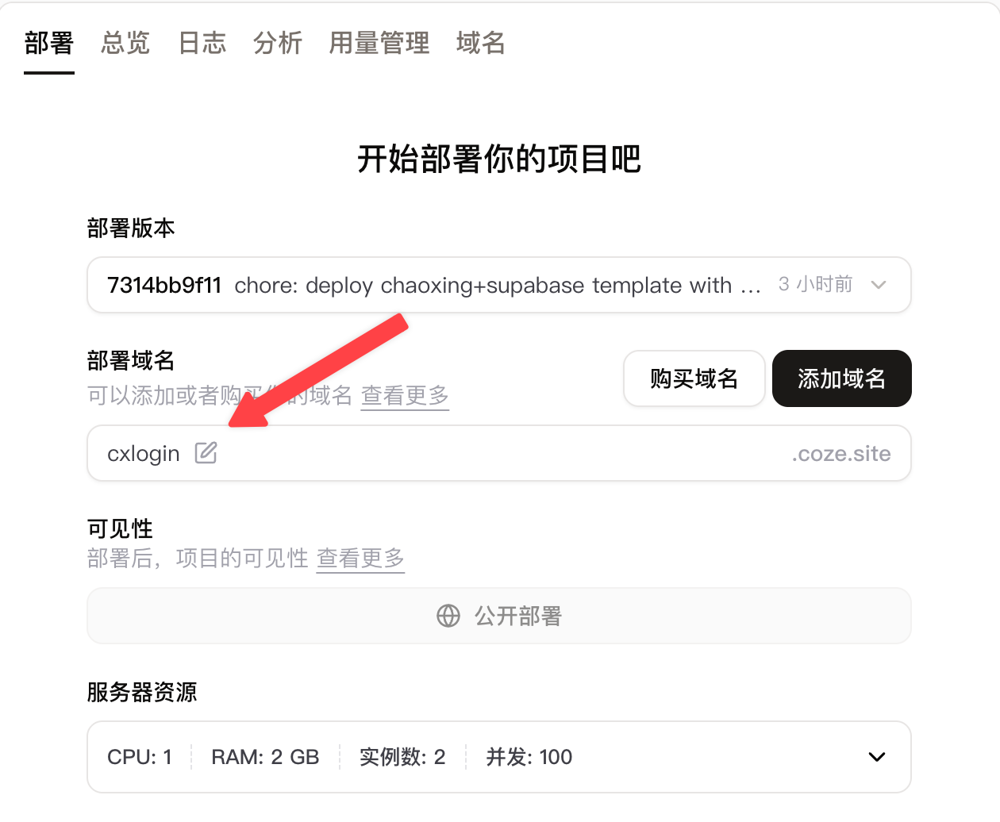 部署 总览 日志 分析 用量管理 域名
开始部署你的项目吧
部署版本
7314bb9f11 chore: deploy chaoxing+supabase template with ... 3 小时前
部署域名
可以添加或者购买你的域名 查看更多
购买域名 添加域名
cxlogin .coze.site
可见性
部署后，项目的可见性 查看更多
公开部署
服务器资源
CPU: 1 RAM: 2 GB 实例数: 2 并发: 100